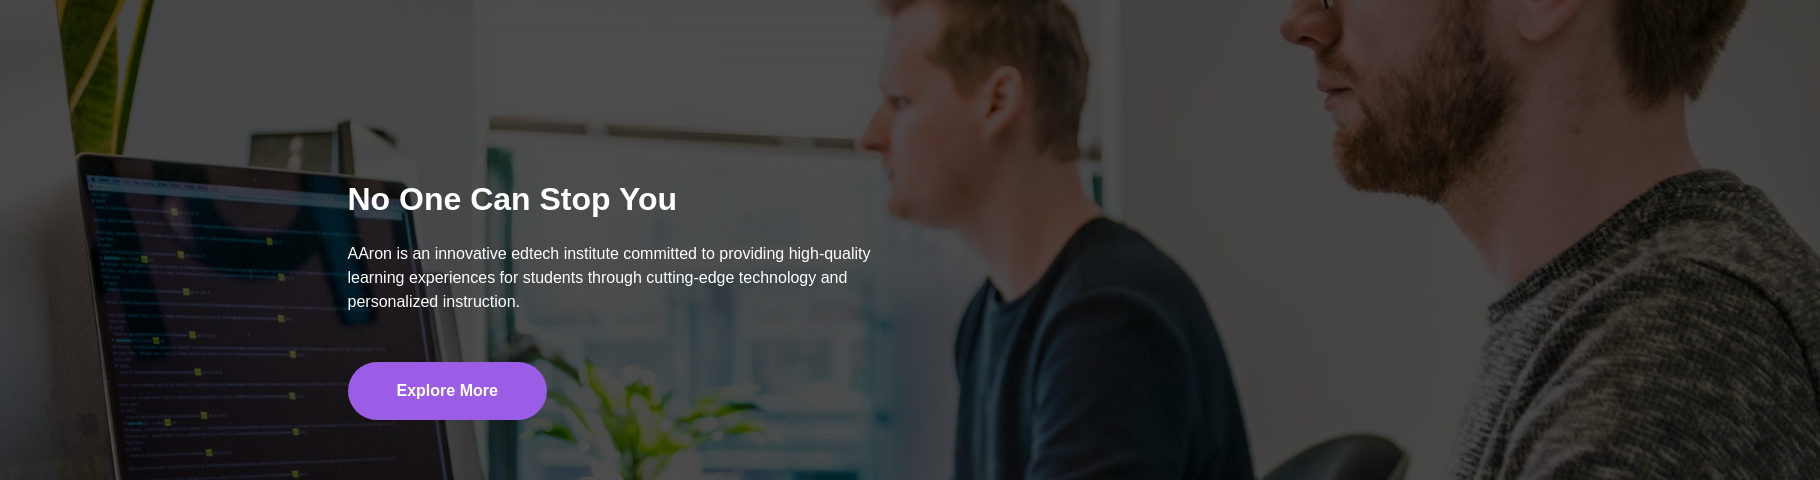 No One Can Stop You
AAron is an innovative edtech institute committed to providing high-quality
learning experiences for students through cutting-edge technology and
personalized instruction.
Explore More